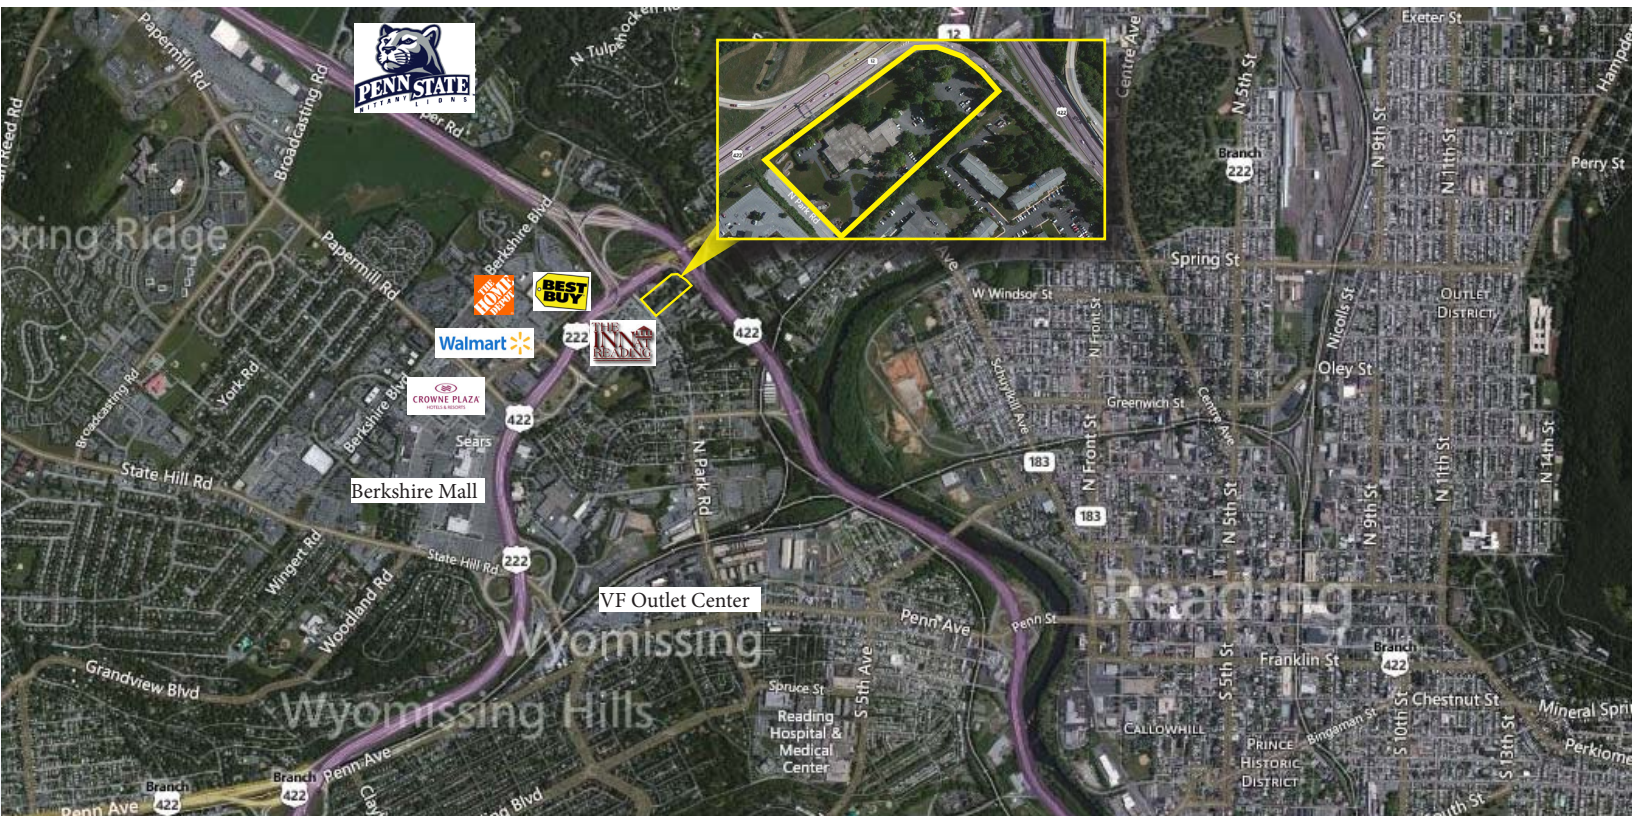 Papermill Rd
Broadcasting Rd
PENN STATE
NITTANY LIONS
per Rd
12
12
422
422
N Park Rd
Centre Ave
N 5th St
Branch
222
Exeter St
N 9th St
N 11th St
Perry St
Reed Rd
Berkshire Blvd
Papermill Rd
Spring St
Ave
W Windsor St
N Front St
Nicolls St
OUTLET
DISTRICT
THE
HOME
DEPOT
BEST
BUY
Walmart
222
THE
INN
AT
READING
422
CROWNE PLAZA
HOTELS & RESORTS
422
Sears
Broadcasting Rd
York Rd
Berkshire Blvd
State Hill Rd
Berkshire Mall
N Park Rd
Schuylkill Ave
Greenwich St
Centre Ave
Oley St
183
N Front St
183
N 5th St
N 9th St
N 11th St
N 14th St
Wingert Rd
State Hill Rd
222
Woodland Rd
VF Outlet Center
Wyomissing
Penn Ave
Penn St
Reading
Grandview Blvd
Wyomissing Hills
Spruce St
S 5th Ave
Reading
Hospital &
Medical
Center
S 5th St
Franklin St
Branch
422
Chestnut St
CALLOWHILL
PRINCE
HISTORIC
DISTRICT
Bingaman St
S 10th St
S 13th St
Penn Ave
Branch
422
Branch
422
Penn Ave